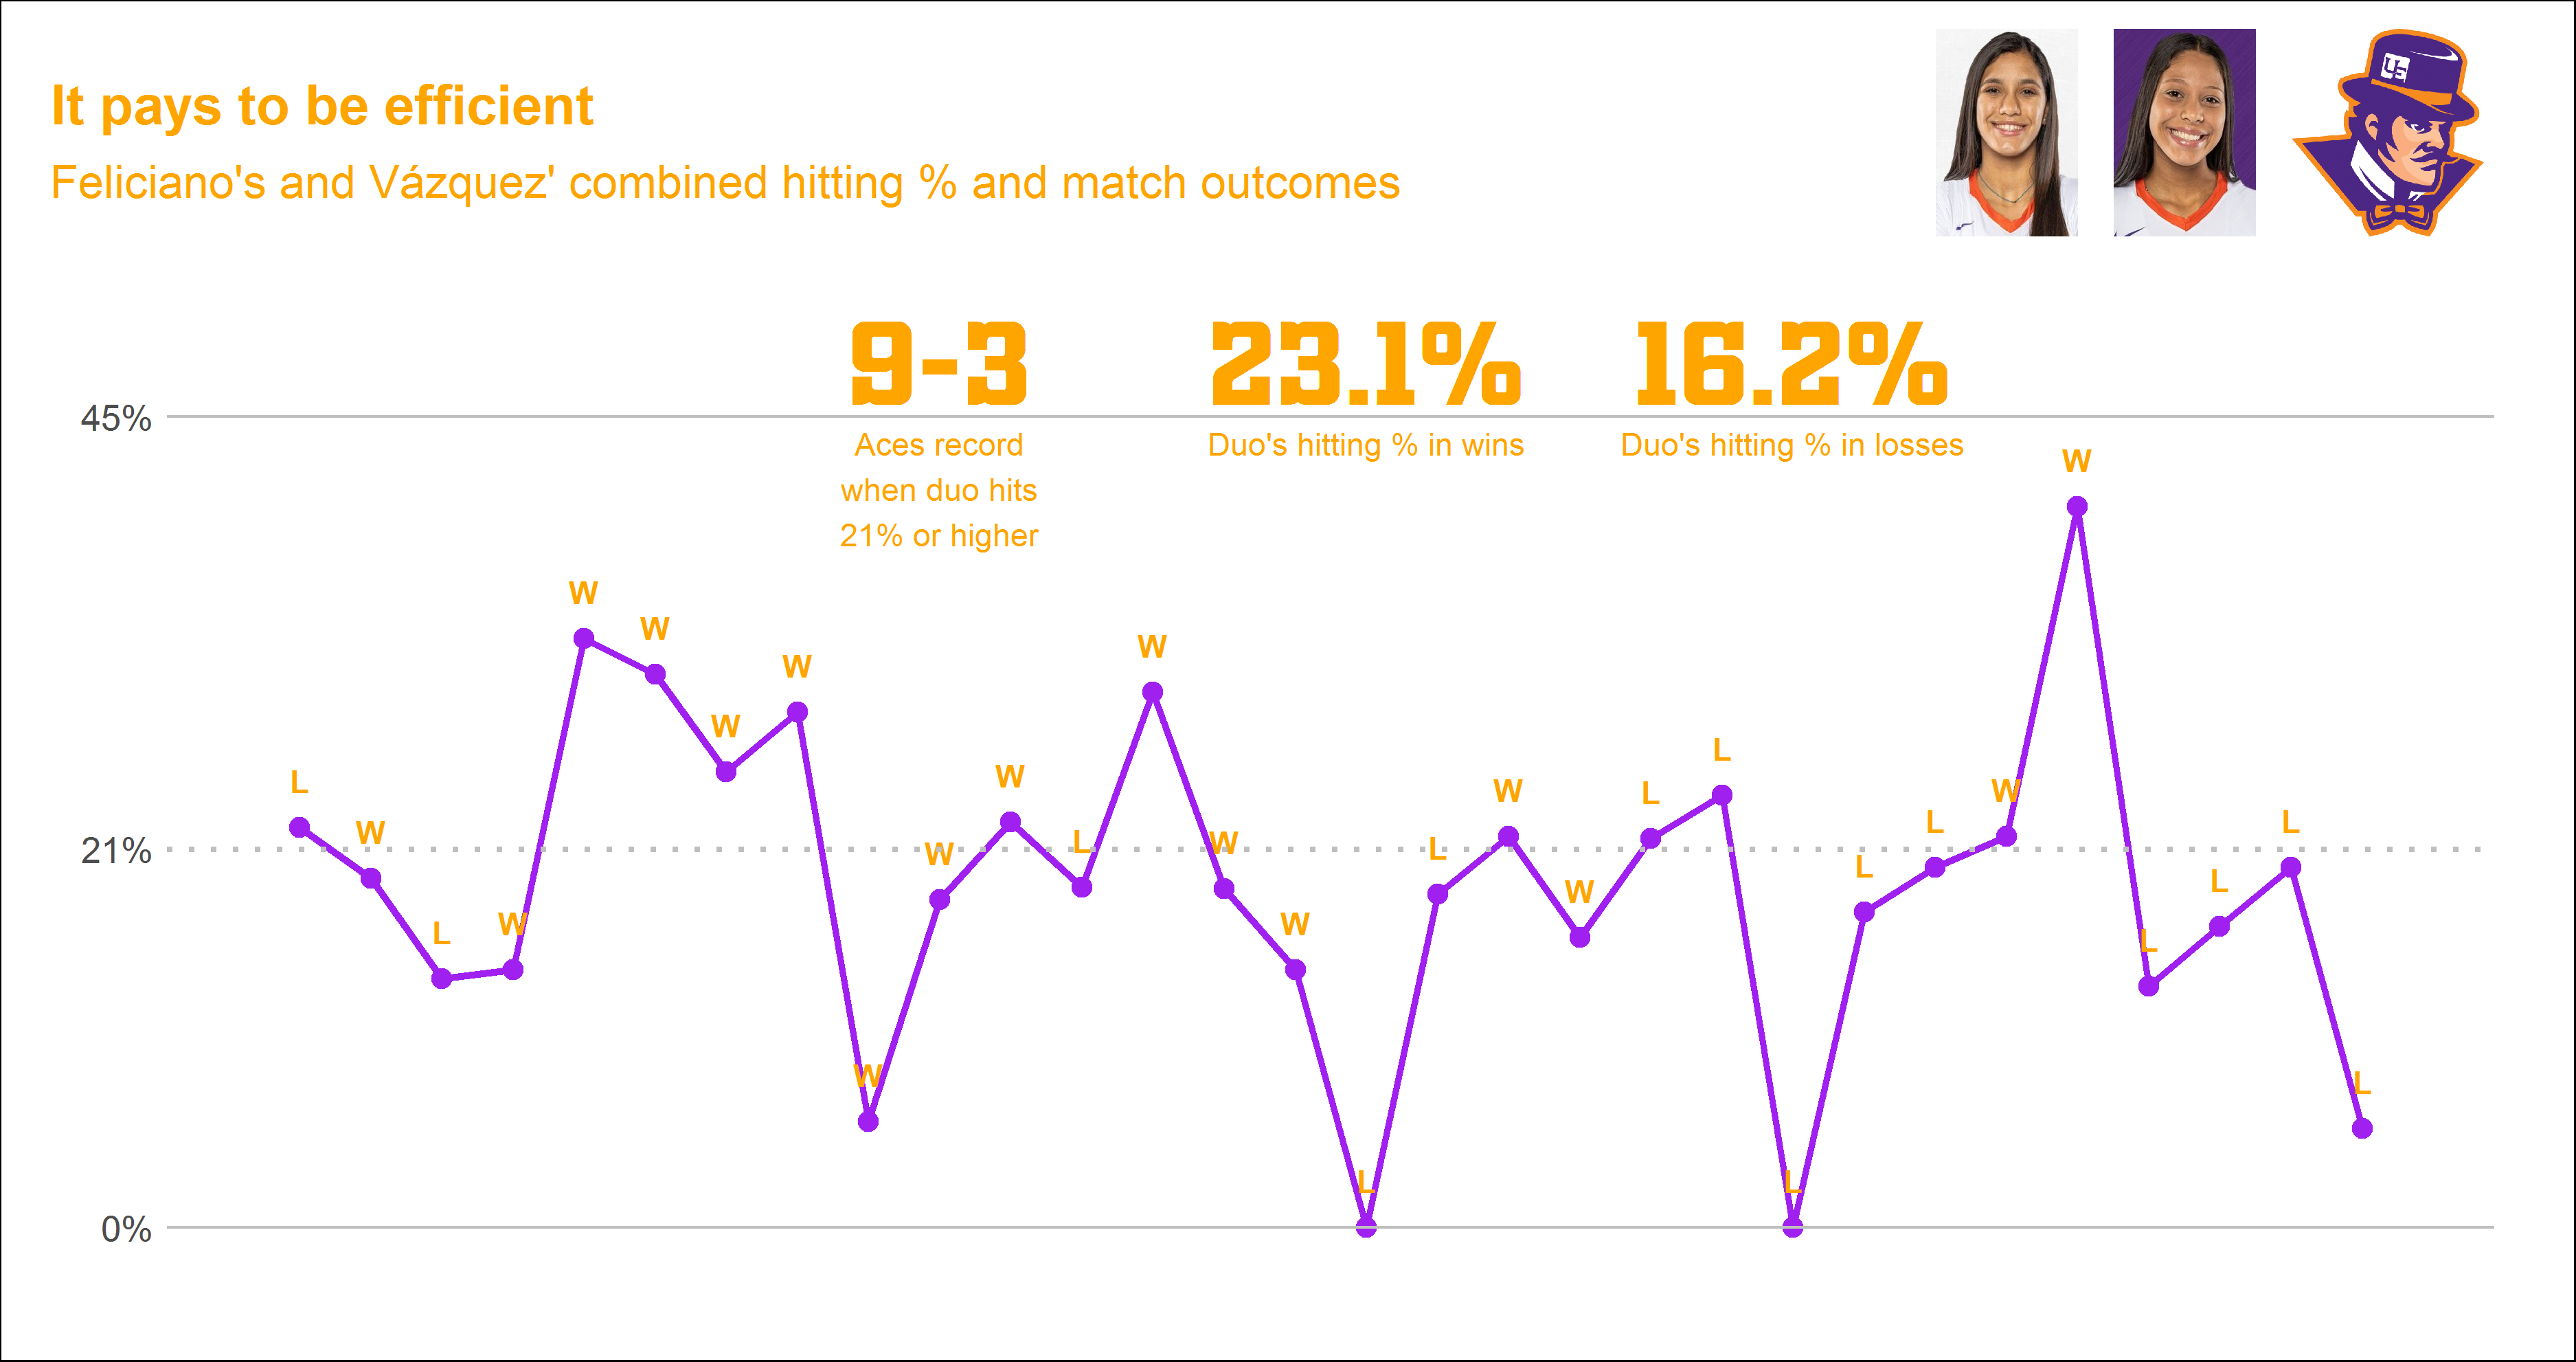 It pays to be efficient
Feliciano's and Vázquez' combined hitting % and match outcomes
UE
9-3
23.1%
16.2%
45%
Aces record
when duo hits
21% or higher
Duo's hitting % in wins
Duo's hitting % in losses
21%
0%
L
W
L
W
W
W
W
W
W
W
W
L
W
W
W
L
L
W
W
L
L
L
L
L
W
W
L
L
L
L